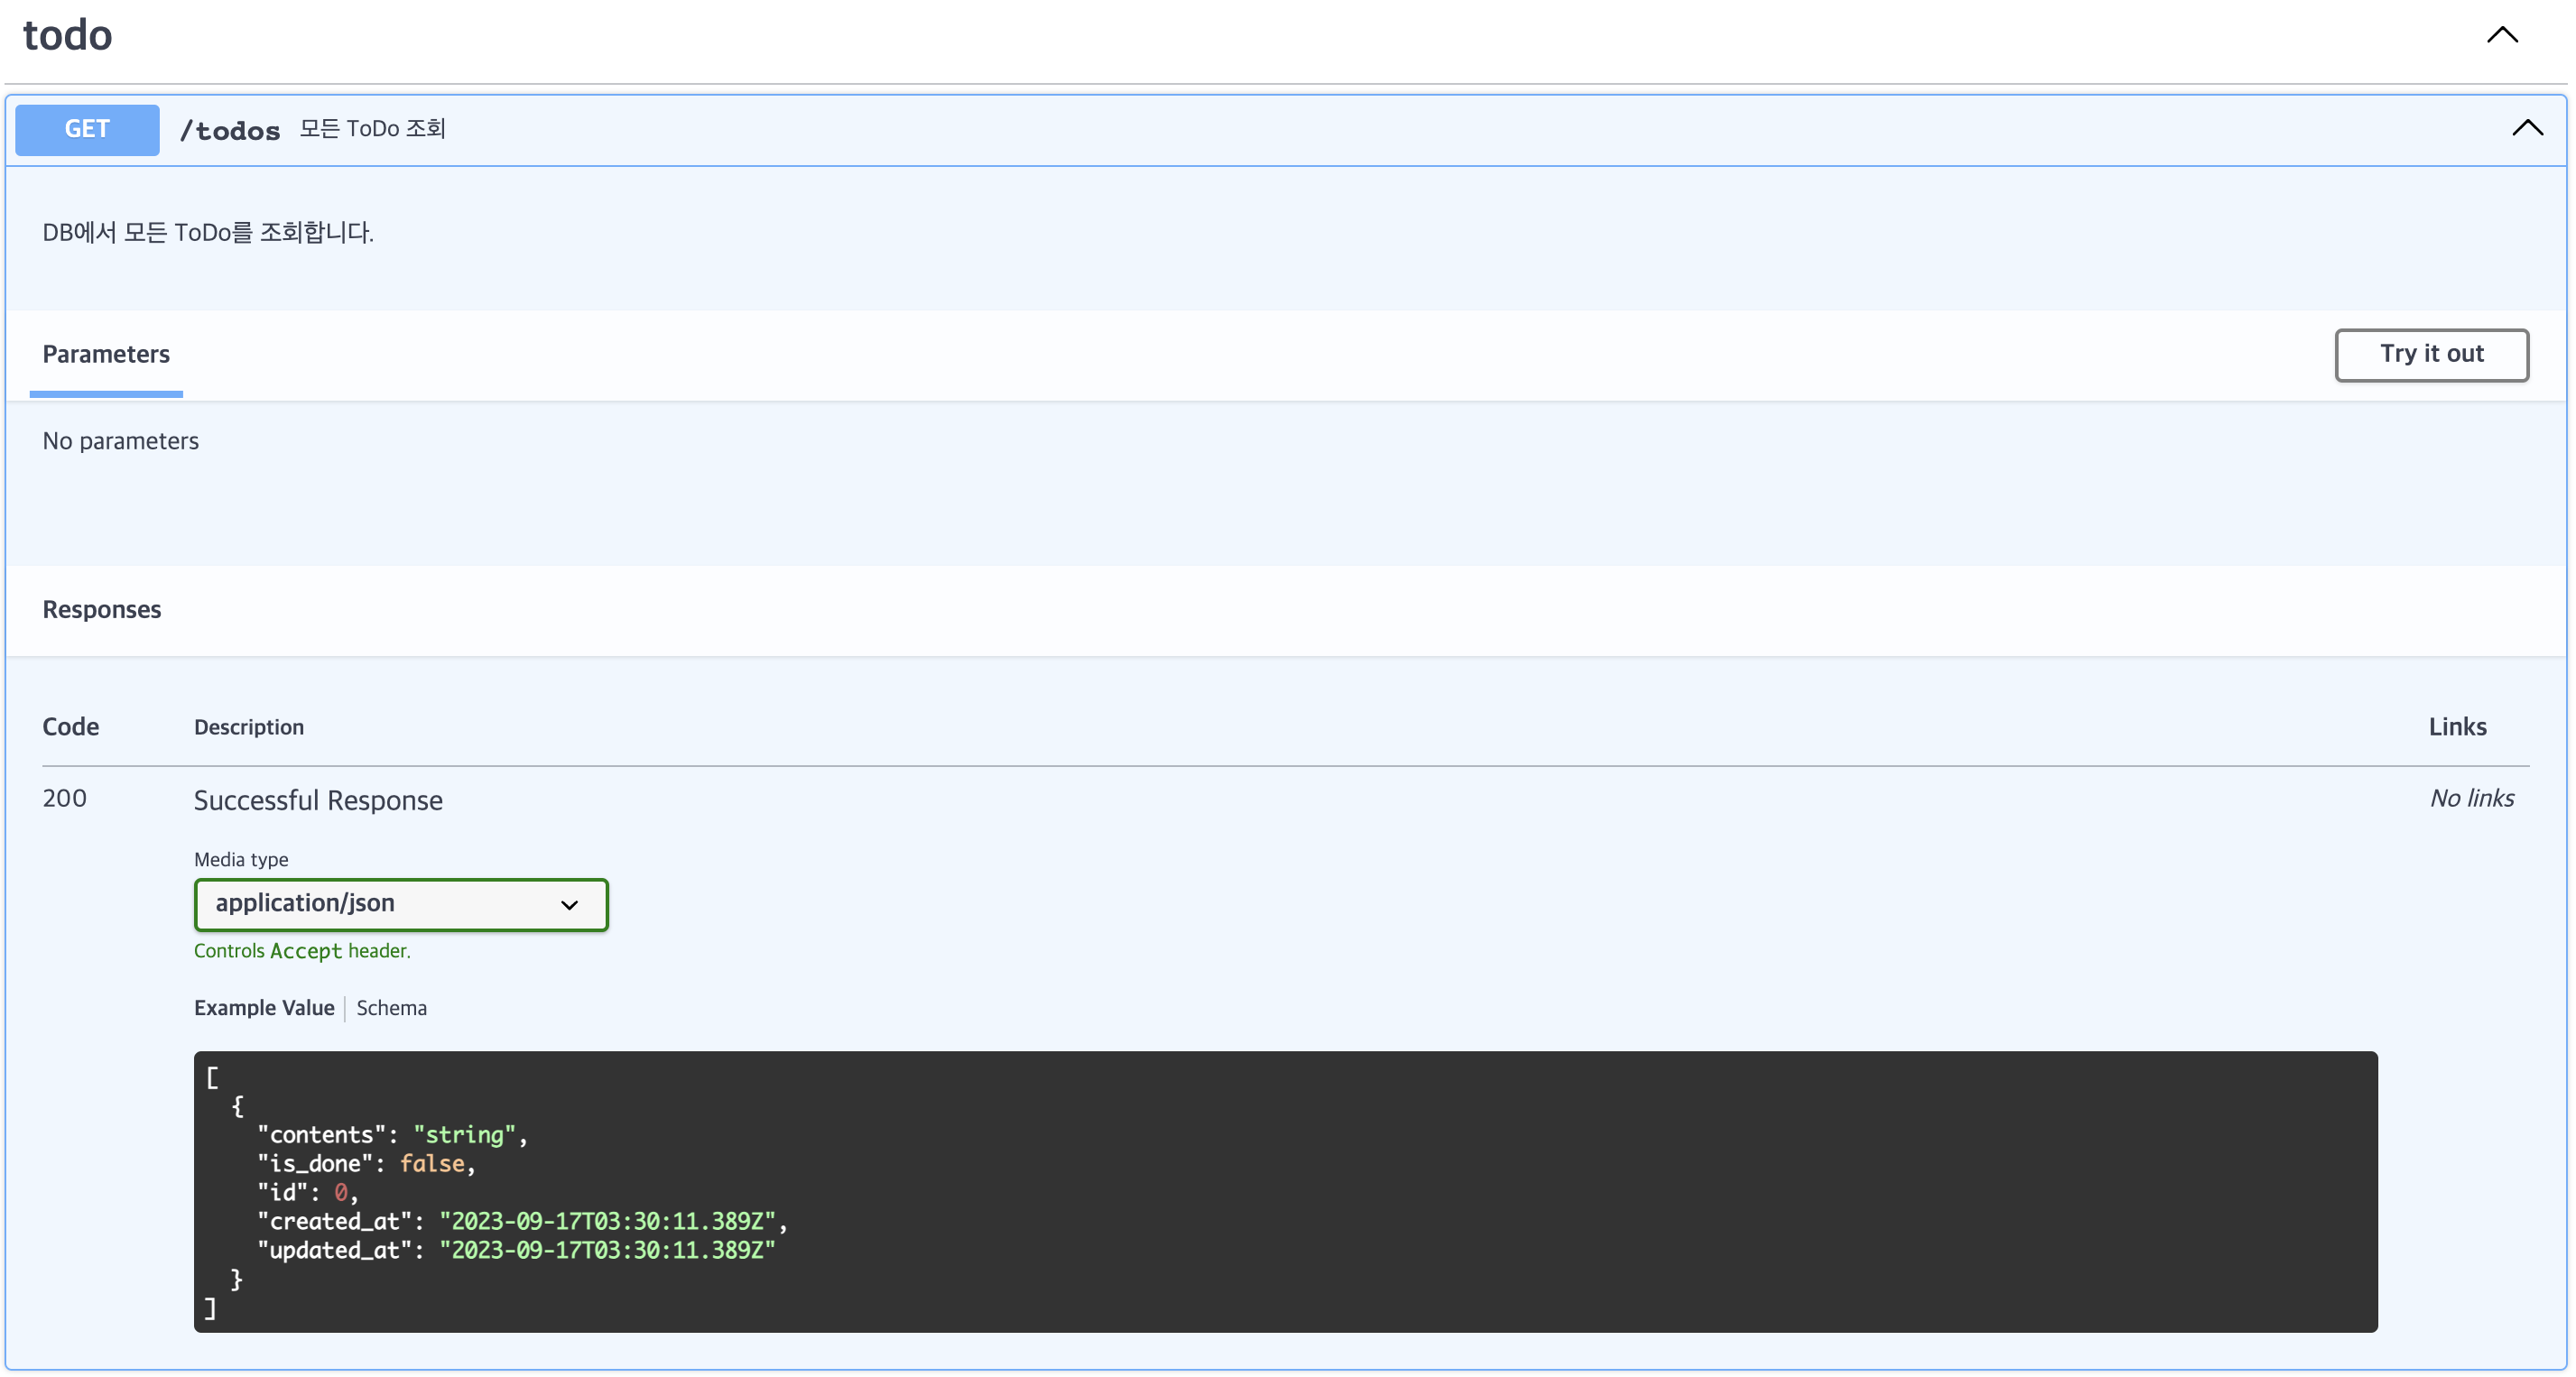 todo
GET /todos 모든 ToDo 조회
DB에서 모든 ToDo를 조회합니다.
Parameters Try it out
No parameters
Responses
Code Description Links
200 Successful Response No links
Media type
application/json
Controls Accept header.
Example Value Schema
[
  {
    "contents": "string",
    "is_done": false,
    "id": 0,
    "created_at": "2023-09-17T03:30:11.389Z",
    "updated_at": "2023-09-17T03:30:11.389Z"
  }
]